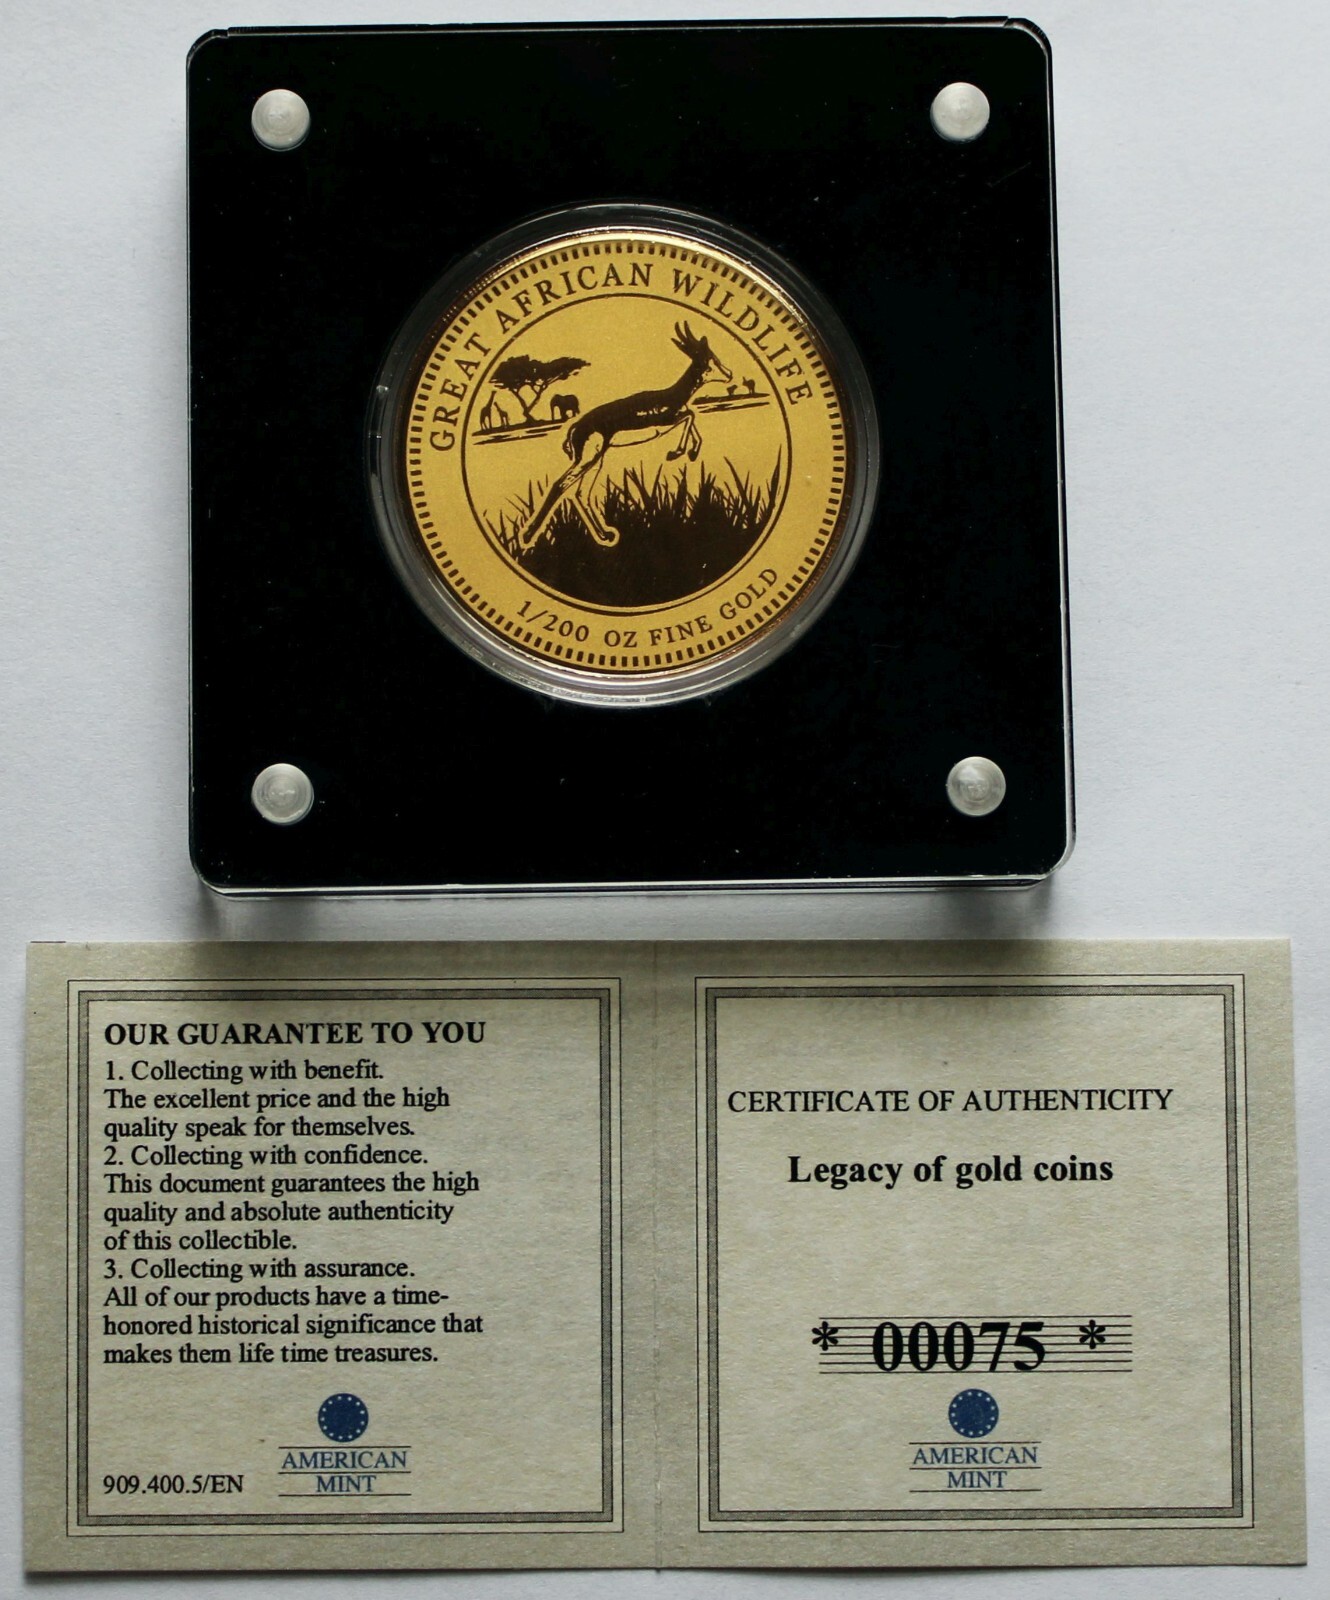 GREAT AFRICAN WILDLIFE
1/200 OZ FINE GOLD
OUR GUARANTEE TO YOU
1. Collecting with benefit.
The excellent price and the high
quality speak for themselves.
2. Collecting with confidence.
This document guarantees the high
quality and absolute authenticity
of this collectible.
3. Collecting with assurance.
All of our products have a time-
honored historical significance that
makes them life time treasures.
909.400.5/EN
AMERICAN
MINT
CERTIFICATE OF AUTHENTICITY
Legacy of gold coins
* 00075 *
AMERICAN
MINT